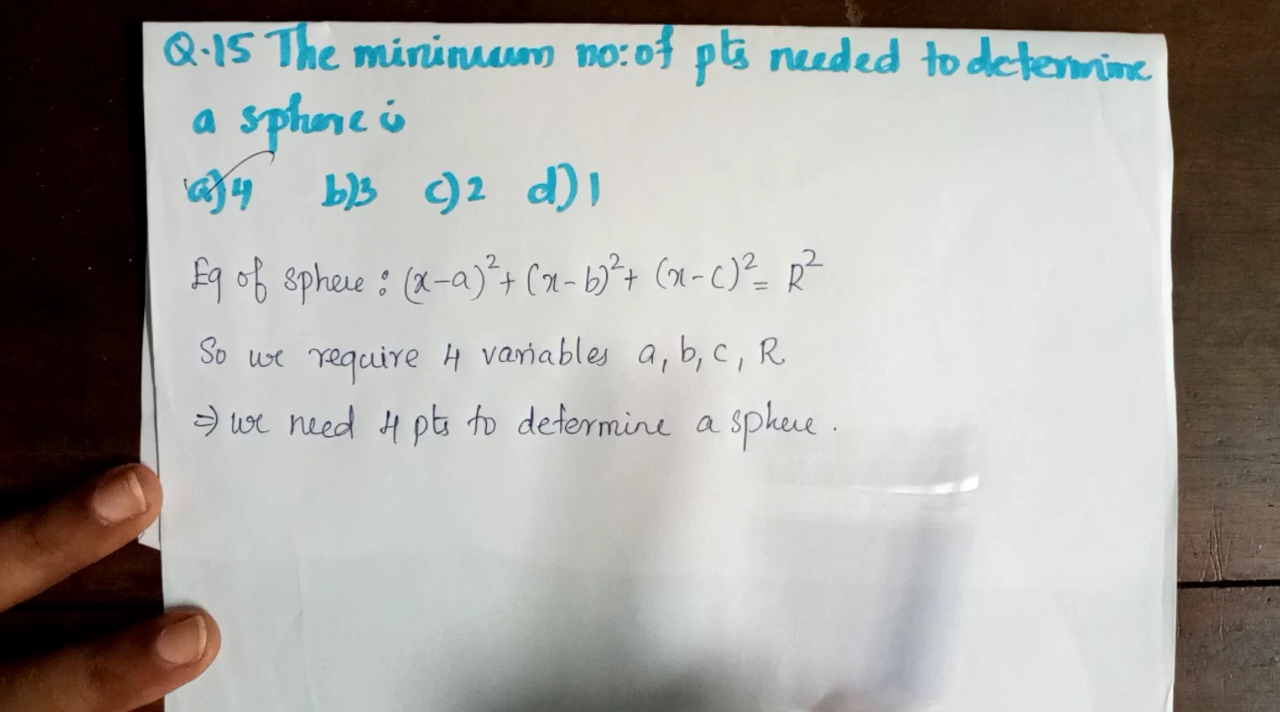 Q.15 The mininum no: of pts needed to determine
a sphere is
a) 4 b) 3 c) 2 d) 1
Eq of sphere : (x-a)²+ (x-b)²+ (x-c)²= R²
So we require 4 variables a, b, c, R
⇒ we need 4 pts to determine a sphere.